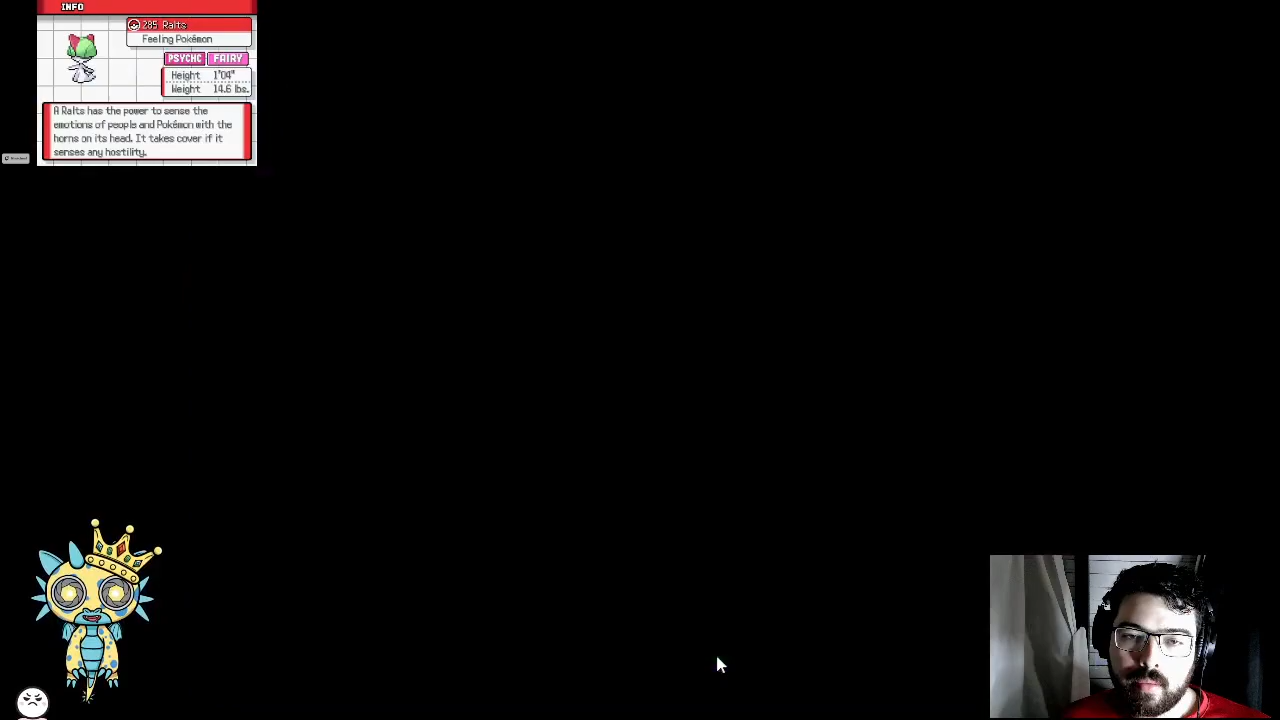 INFO
285 Ralts
Feeling Pokémon
PSYCHC FAIRY
Height 1'04"
Weight 14.6 lbs.
A Ralts has the power to sense the
emotions of people and Pokémon with the
horns on its head. It takes cover if it
senses any hostility.